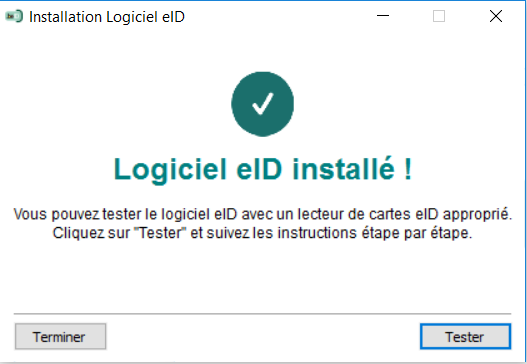 Installation Logiciel eID
Logiciel eID installé !
Vous pouvez tester le logiciel eID avec un lecteur de cartes eID approprié.
Cliquez sur "Tester" et suivez les instructions étape par étape.
Terminer
Tester